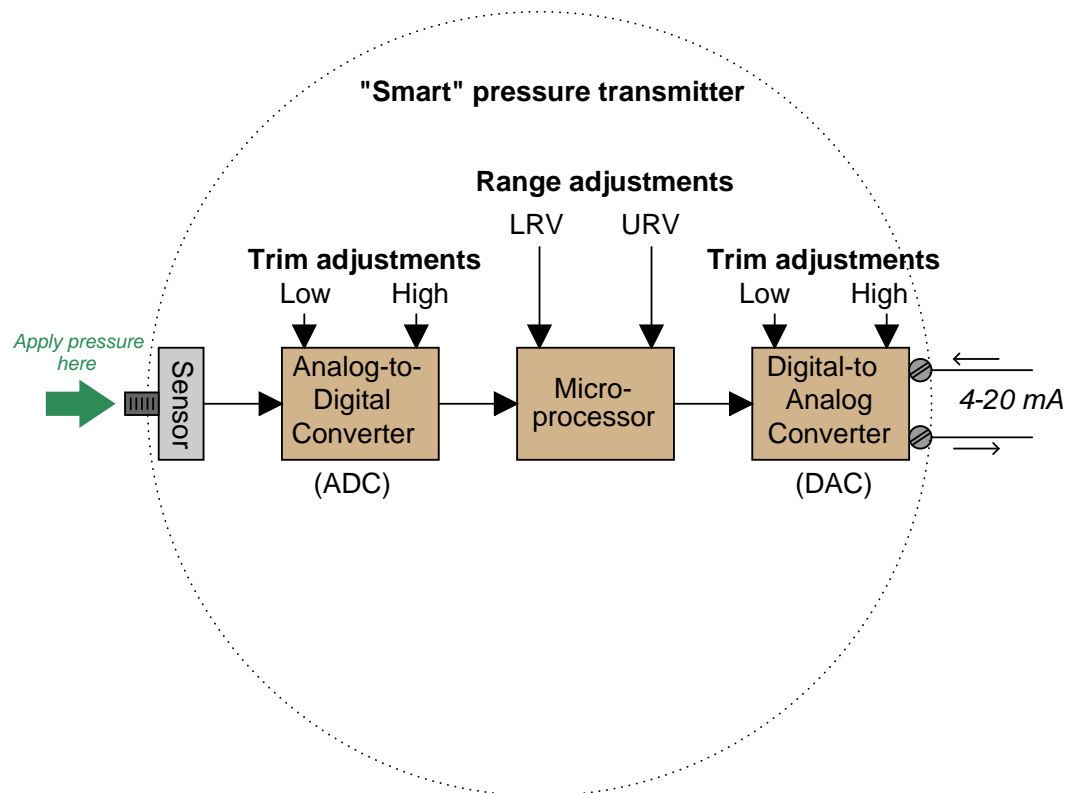 "Smart" pressure transmitter
Range adjustments
LRV URV
Trim adjustments
Low High
Trim adjustments
Low High
Apply pressure
here
Sensor
Analog-to-
Digital
Converter
(ADC)
Micro-
processor
Digital-to
Analog
Converter
(DAC)
4-20 mA